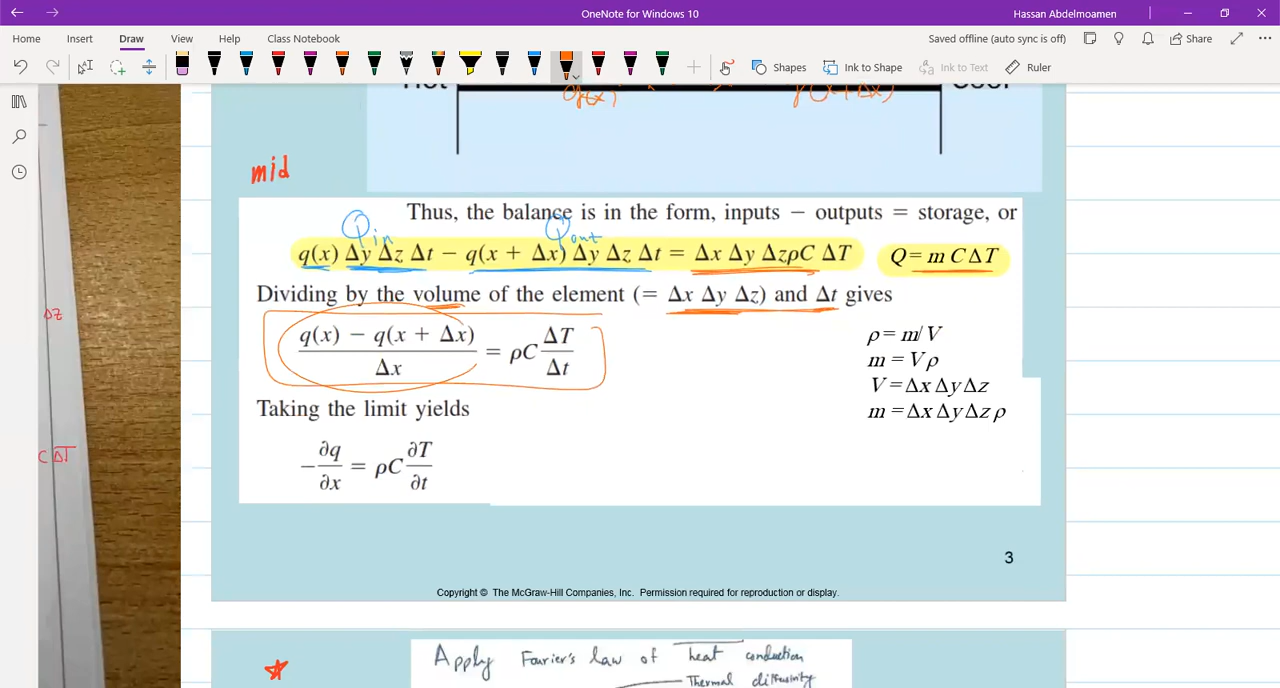 OneNote for Windows 10
Hassan Abdelmoamen
Home Insert Draw View Help Class Notebook
Saved offline (auto sync is off)
Share
Shapes Ink to Shape Ink to Text Ruler
mid
Thus, the balance is in the form, inputs − outputs = storage, or
Qin Qout
q(x) Δy Δz Δt − q(x + Δx) Δy Δz Δt = Δx Δy ΔzρC ΔT
Q = m C ΔT
Dividing by the volume of the element (= Δx Δy Δz) and Δt gives
q(x) − q(x + Δx)
Δx
= ρC ΔT
Δt
ρ = m/V
m = Vρ
V = Δx Δy Δz
m = Δx Δy Δz ρ
ΔZ
C ΔT
Taking the limit yields
−∂q
∂x
= ρC ∂T
∂t
3
Copyright © The McGraw-Hill Companies, Inc. Permission required for reproduction or display.
Apply Fourier's law of heat conduction
Thermal diffusivity